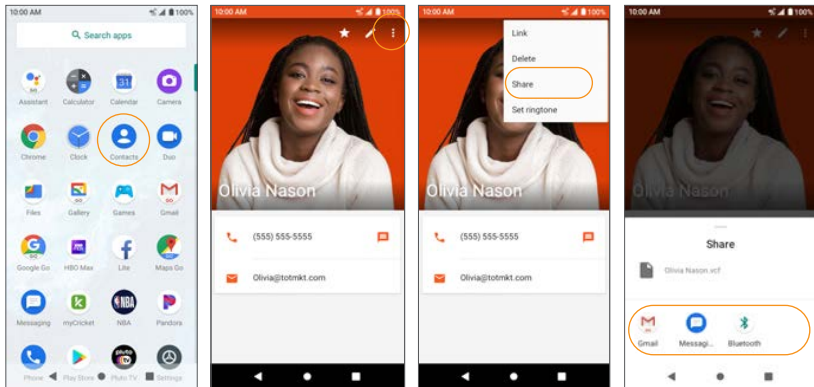 10:00 AM 100%
Search apps
Assistant Calculator Calendar Camera
31
Chrome Clock Contacts Duo
Files Gallery Games Gmail
Google Go HBO Max Lite Maps Go
Messaging myCricket NBA Pandora
Phone Play Store Pluto TV Settings
10:00 AM 100%
Olivia Nason
(555) 555-5555
Olivia@totmkt.com
10:00 AM 100%
Link
Delete
Share
Set ringtone
Olivia Nason
(555) 555-5555
Olivia@totmkt.com
10:00 AM 100%
Olivia Nason
Share
Olivia Nason.vcf
Gmail Messagi... Bluetooth